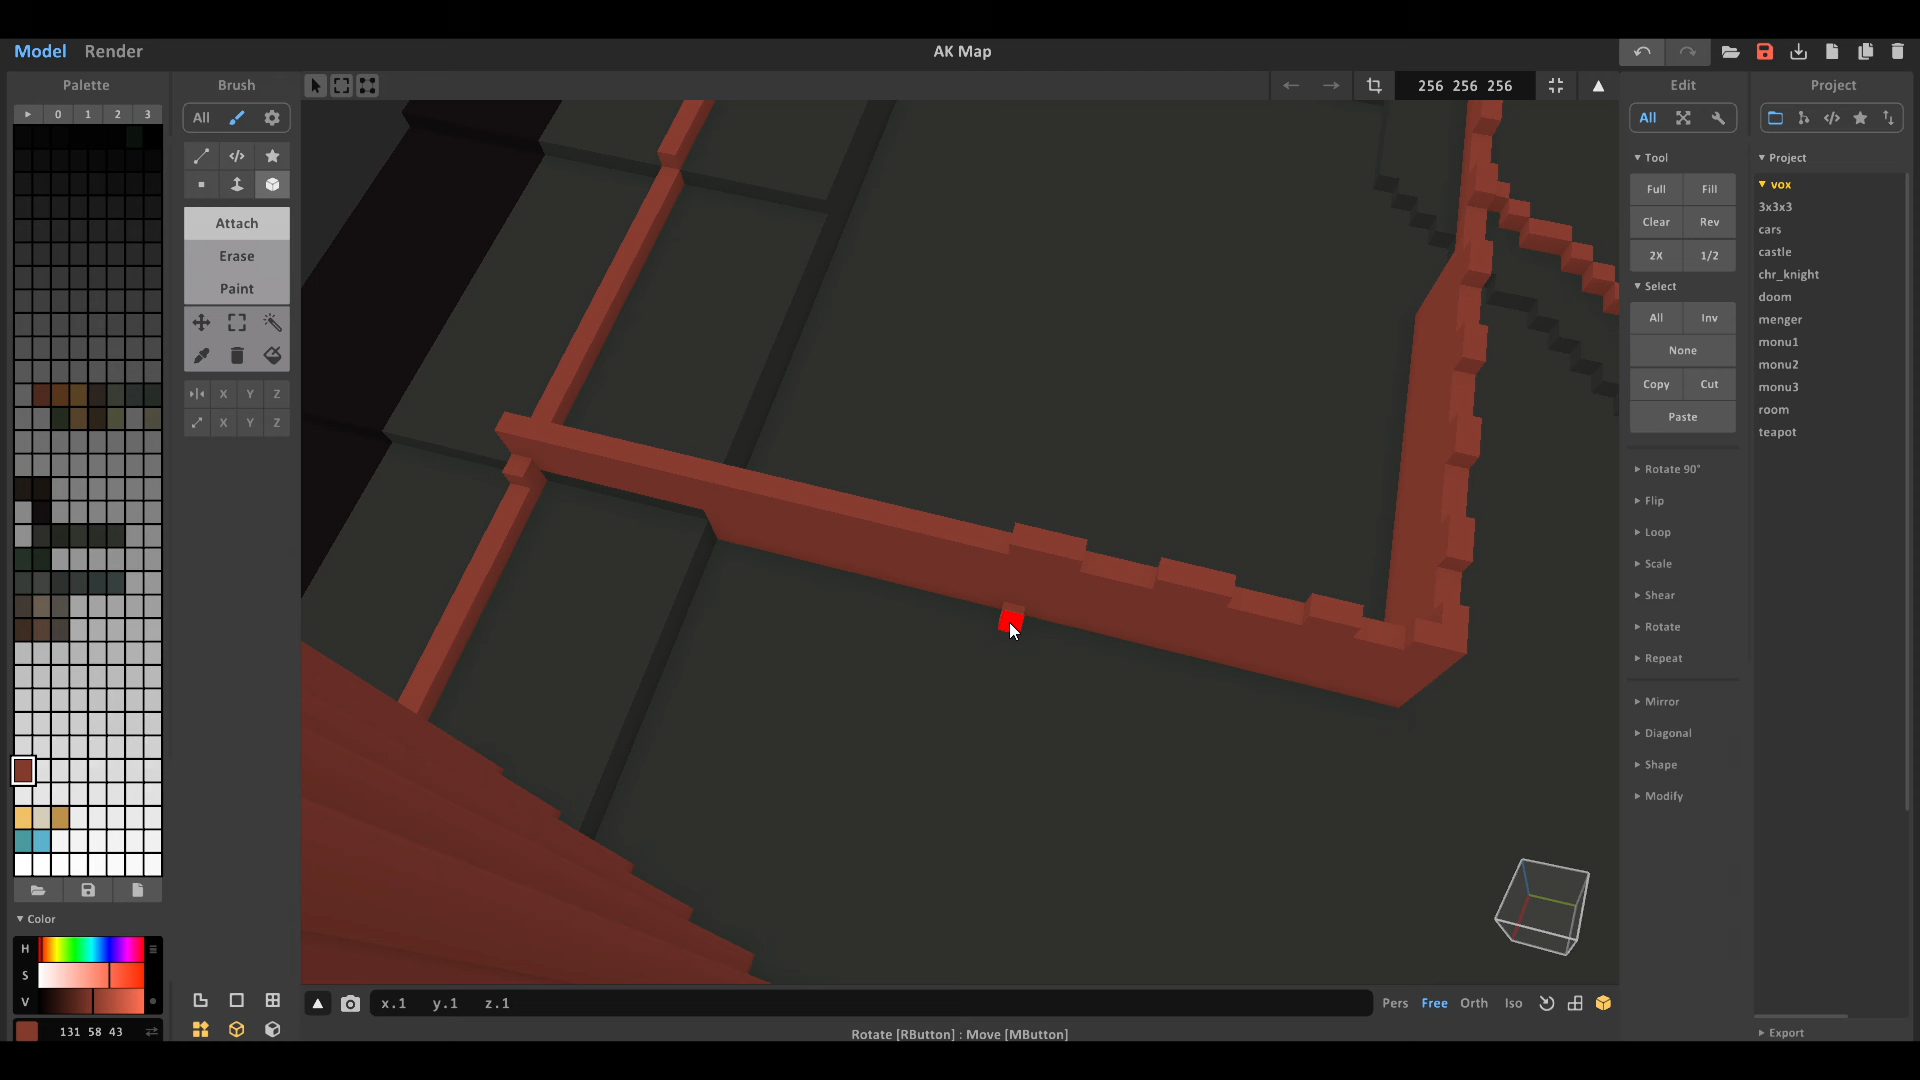 Model Render
AK Map
Palette
Brush
256 256 256
Edit
Project
0 1 2 3
All
All
Tool
Project
Full Fill
vox
Clear Rev
3x3x3
Attach
cars
2X 1/2
castle
Erase
chr_knight
Select
Paint
doom
All Inv
menger
None
monu1
monu2
Copy Cut
monu3
X Y Z
room
Paste
X Y Z
teapot
Rotate 90°
Flip
Loop
Scale
Shear
Rotate
Repeat
Mirror
Diagonal
Shape
Modify
Color
H
S
V
131 58 43
x.1 y.1 z.1
Pers Free Orth Iso
Rotate [RButton] : Move [MButton]
Export